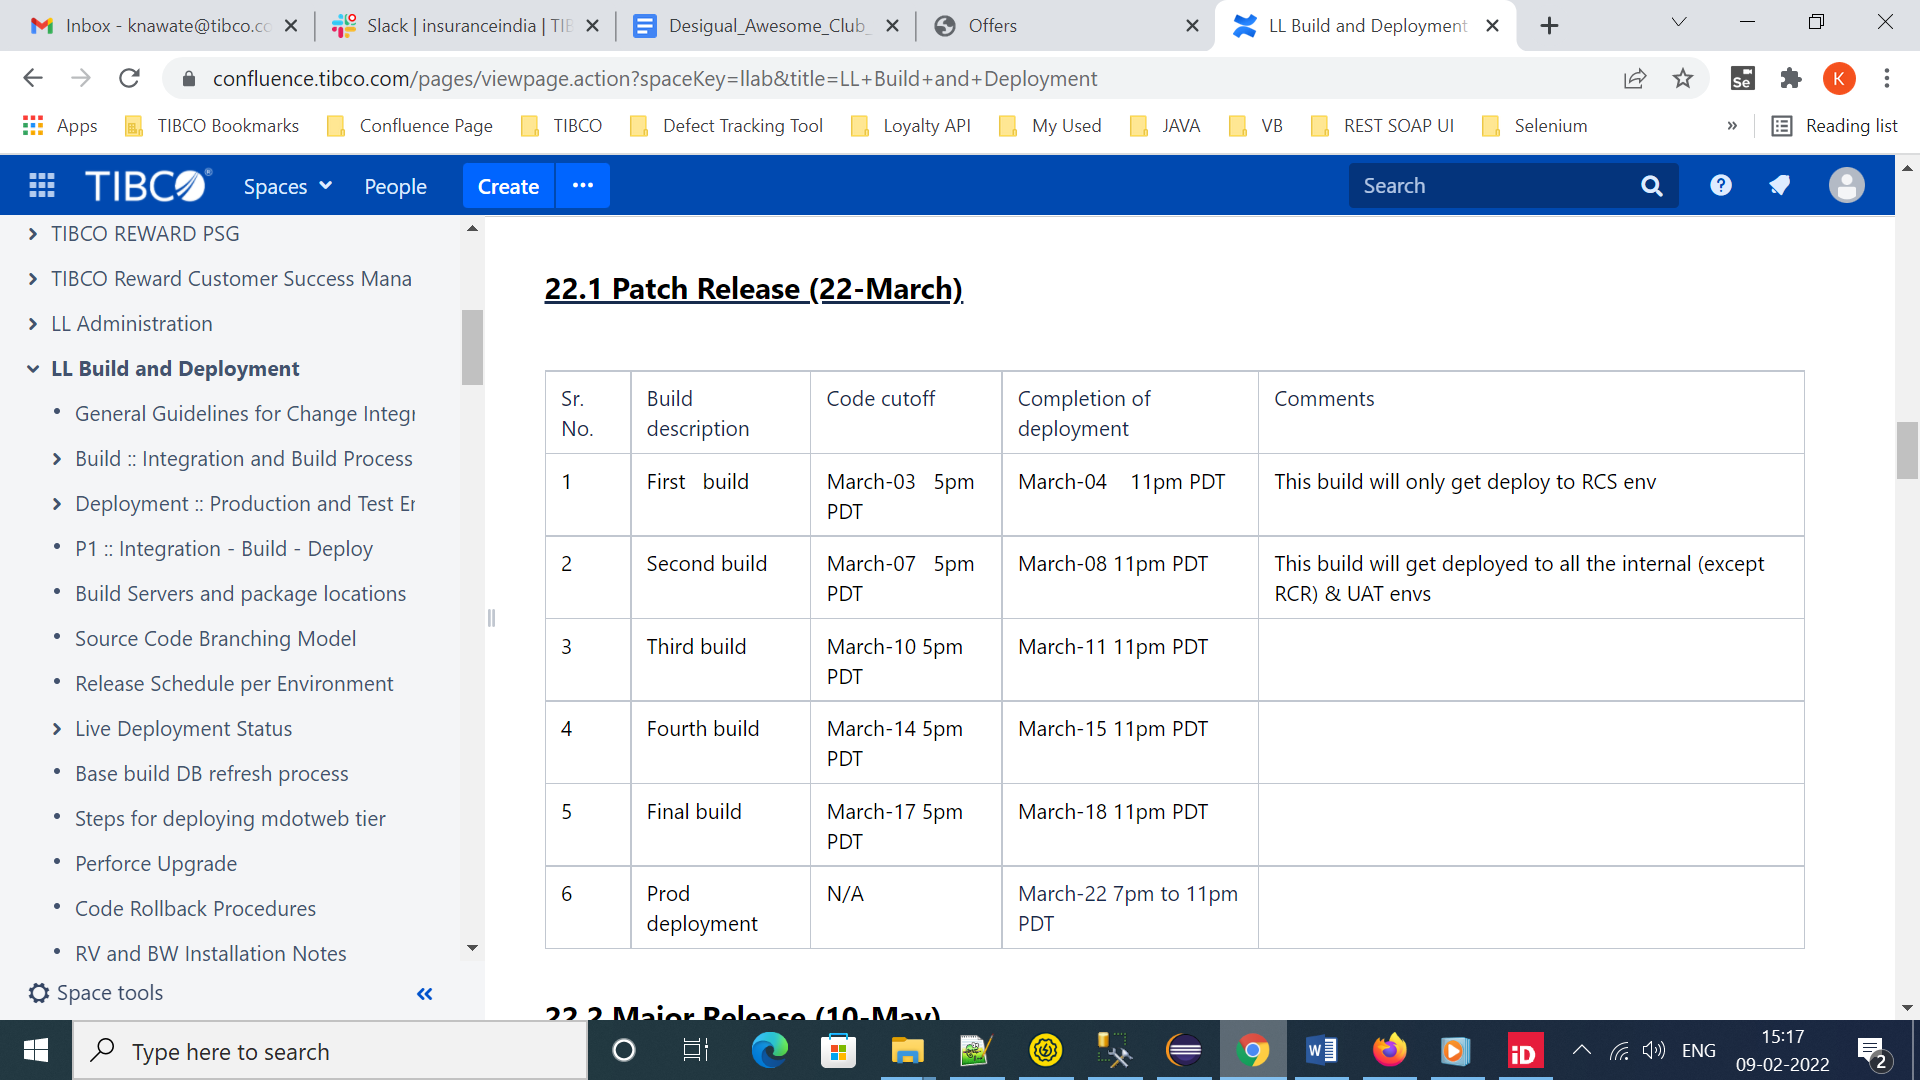 Inbox - knawate@tibco.co
Slack | insuranceindia | TIB
Desigual_Awesome_Club_
Offers
LL Build and Deployment
confluence.tibco.com/pages/viewpage.action?spaceKey=llab&title=LL+Build+and+Deployment
Se
K
Apps
TIBCO Bookmarks
Confluence Page
TIBCO
Defect Tracking Tool
Loyalty API
My Used
JAVA
VB
REST SOAP UI
Selenium
»
Reading list
TIBCO®
Spaces
People
Create
Search
TIBCO REWARD PSG
TIBCO Reward Customer Success Mana
LL Administration
LL Build and Deployment
General Guidelines for Change Integr
Build :: Integration and Build Process
Deployment :: Production and Test Er
P1 :: Integration - Build - Deploy
Build Servers and package locations
Source Code Branching Model
Release Schedule per Environment
Live Deployment Status
Base build DB refresh process
Steps for deploying mdotweb tier
Perforce Upgrade
Code Rollback Procedures
RV and BW Installation Notes
Space tools
22.1 Patch Release (22-March)
Sr. No.
Build description
Code cutoff
Completion of deployment
Comments
1
First build
March-03 5pm PDT
March-04 11pm PDT
This build will only get deploy to RCS env
2
Second build
March-07 5pm PDT
March-08 11pm PDT
This build will get deployed to all the internal (except
RCR) & UAT envs
3
Third build
March-10 5pm PDT
March-11 11pm PDT
4
Fourth build
March-14 5pm PDT
March-15 11pm PDT
5
Final build
March-17 5pm PDT
March-18 11pm PDT
6
Prod deployment
N/A
March-22 7pm to 11pm PDT
22.2 Major Release (10-May)
Type here to search
iD
ENG
15:17
09-02-2022
2